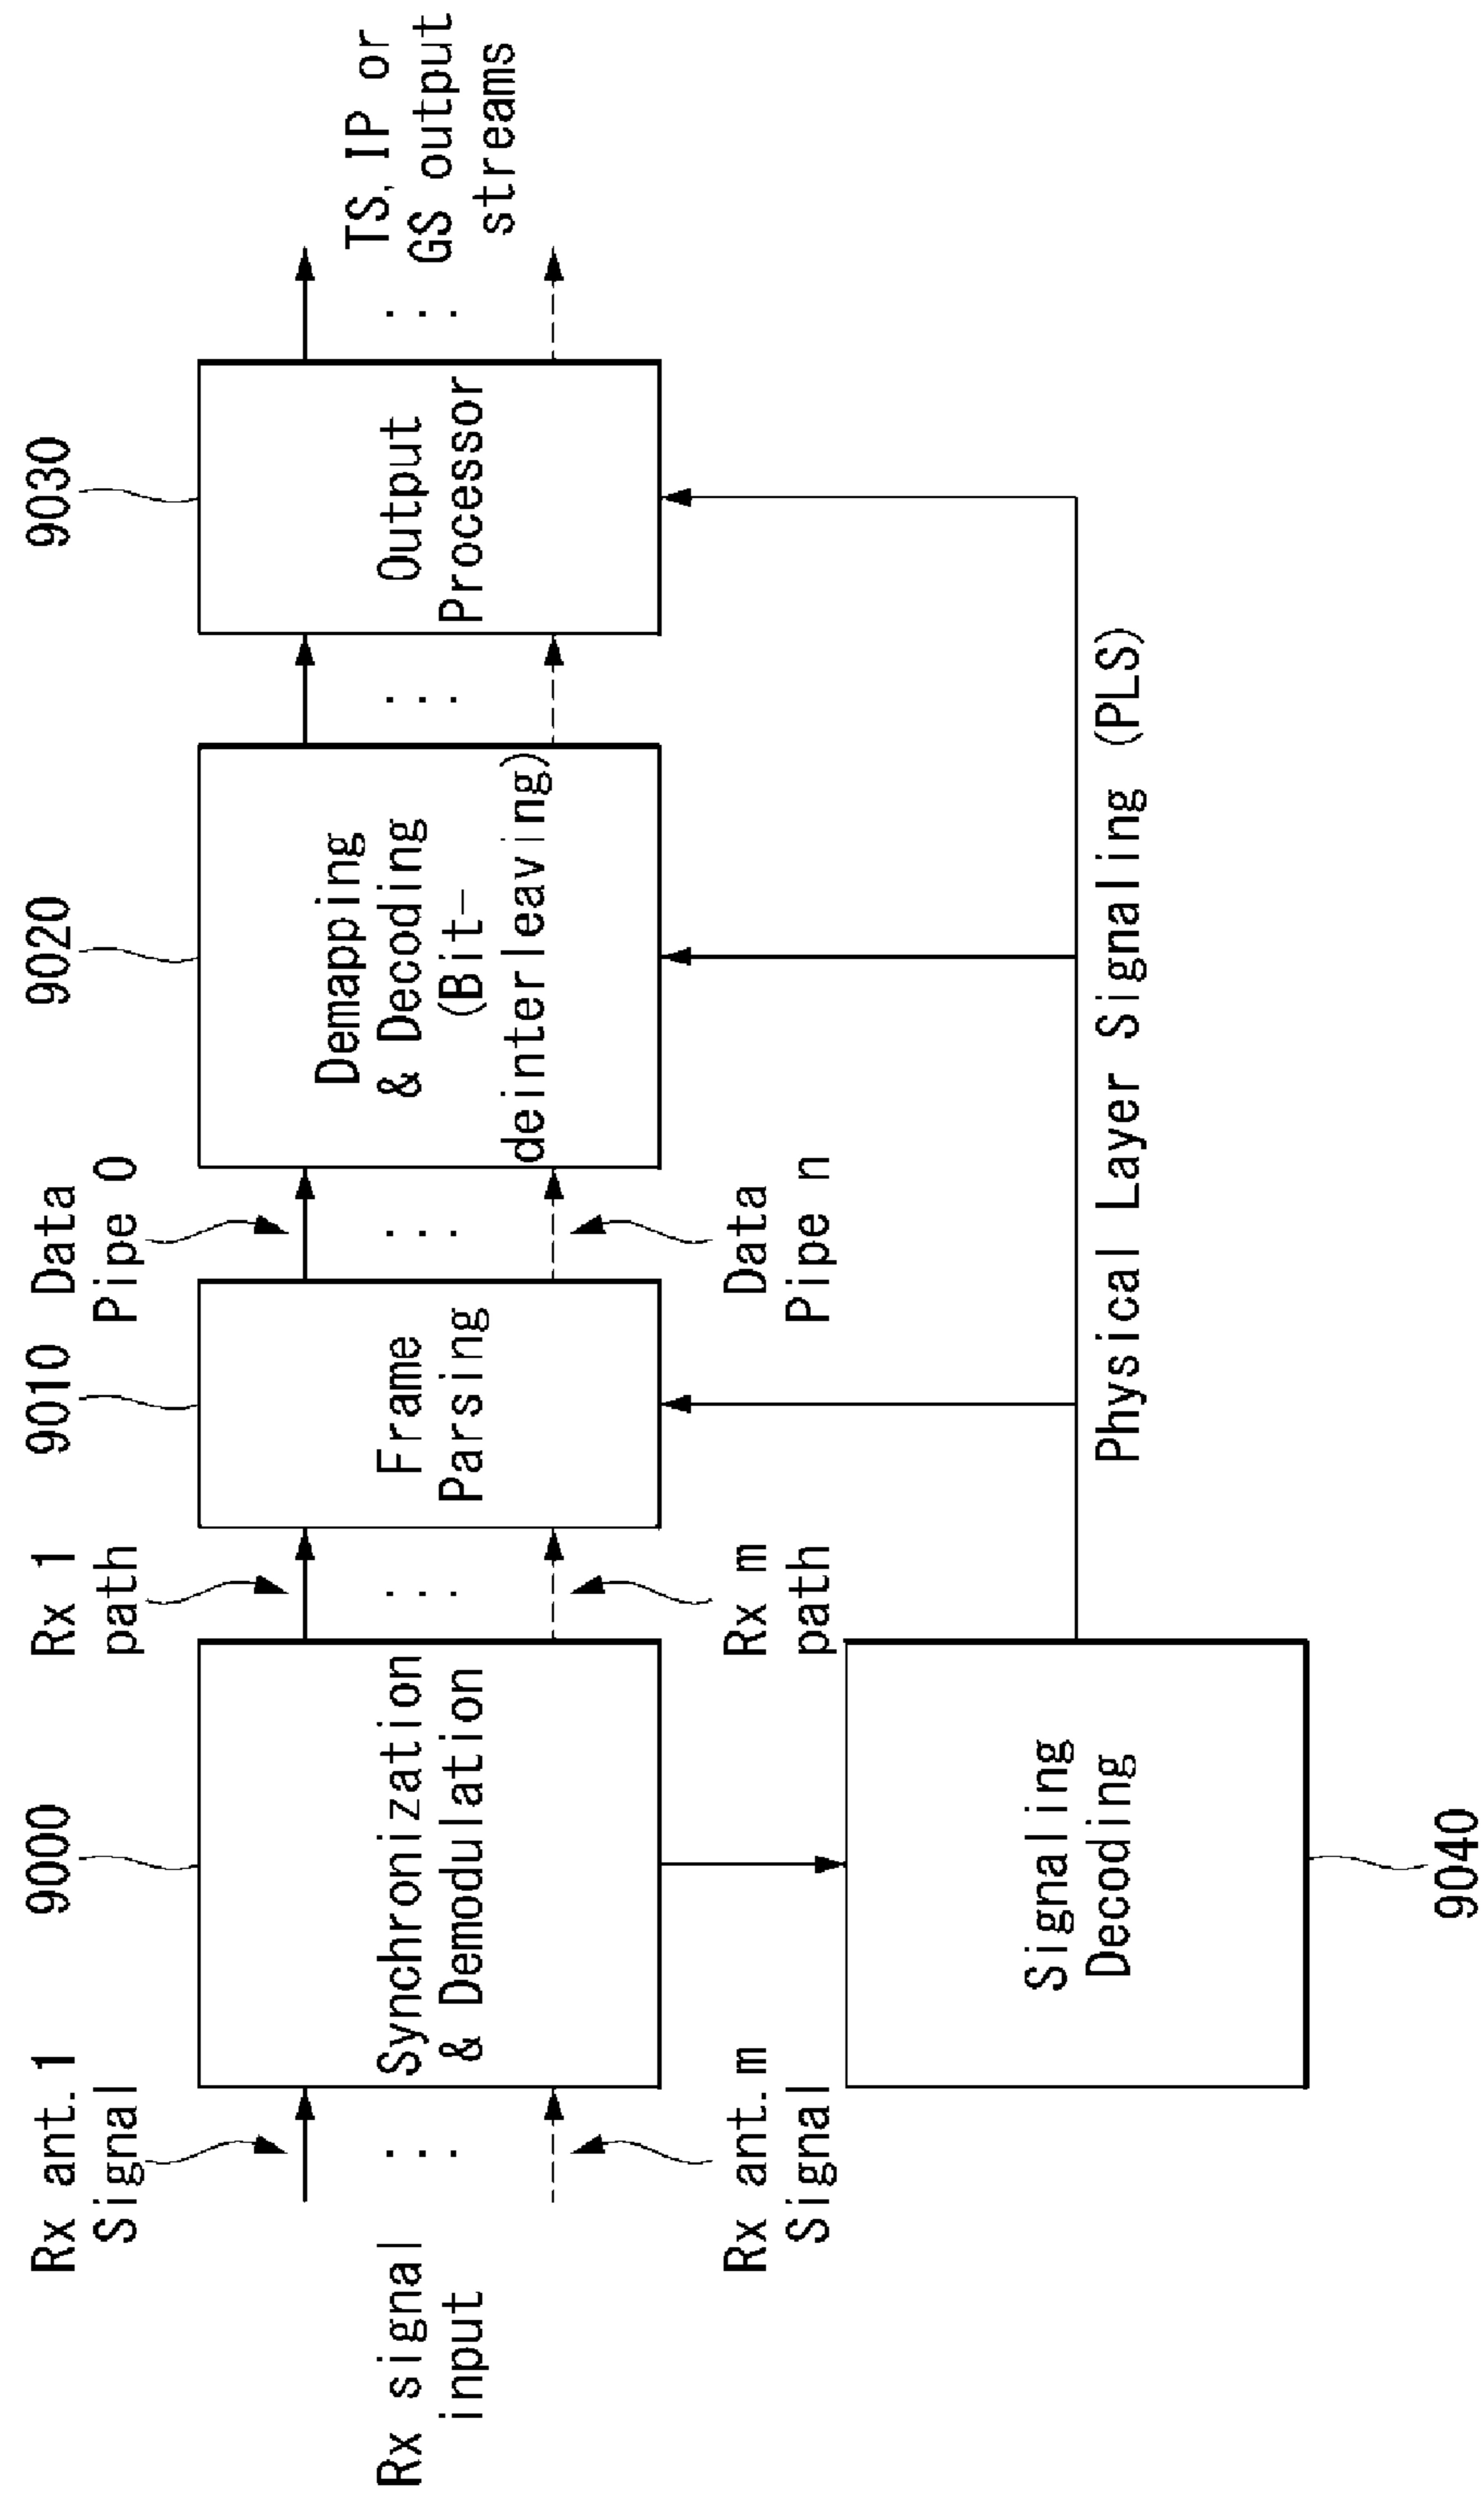 Rx signal
input
Rx ant.1
Signal
Rx ant.m
Signal
9000
Synchronization
& Demodulation
Rx 1
path
Rx m
path
9010
Frame
Parsing
Data
Pipe 0
Data
Pipe n
9020
Demapping
& Decoding
(Bit-
deinterleaving)
9030
Output
Processor
TS, IP or
GS output
streams
Signaling
Decoding
9040
Physical Layer Signaling (PLS)